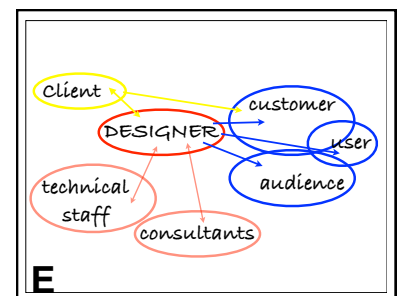 Client
customer
DESIGNER
user
technical
staff
audience
consultants
E